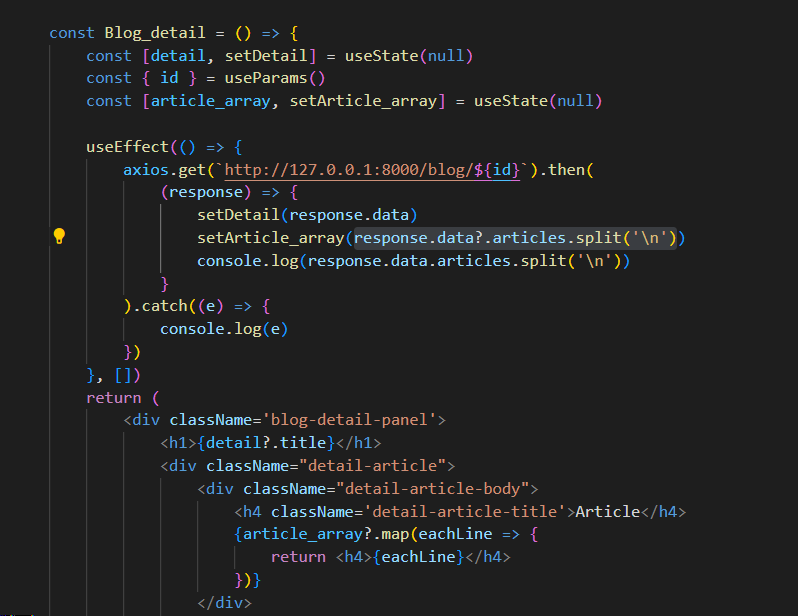 const Blog_detail = () => {
const [detail, setDetail] = useState(null)
const { id } = useParams()
const [article_array, setArticle_array] = useState(null)
useEffect(() => {
axios.get(`http://127.0.0.1:8000/blog/${id}`).then(
(response) => {
setDetail(response.data)
setArticle_array(response.data?.articles.split('\n'))
console.log(response.data.articles.split('\n'))
}
).catch((e) => {
console.log(e)
})
}, [])
return (
<div className='blog-detail-panel'>
<h1>{detail?.title}</h1>
<div className="detail-article">
<div className="detail-article-body">
<h4 className='detail-article-title'>Article</h4>
{article_array?.map(eachLine => {
return <h4>{eachLine}</h4>
})}
</div>